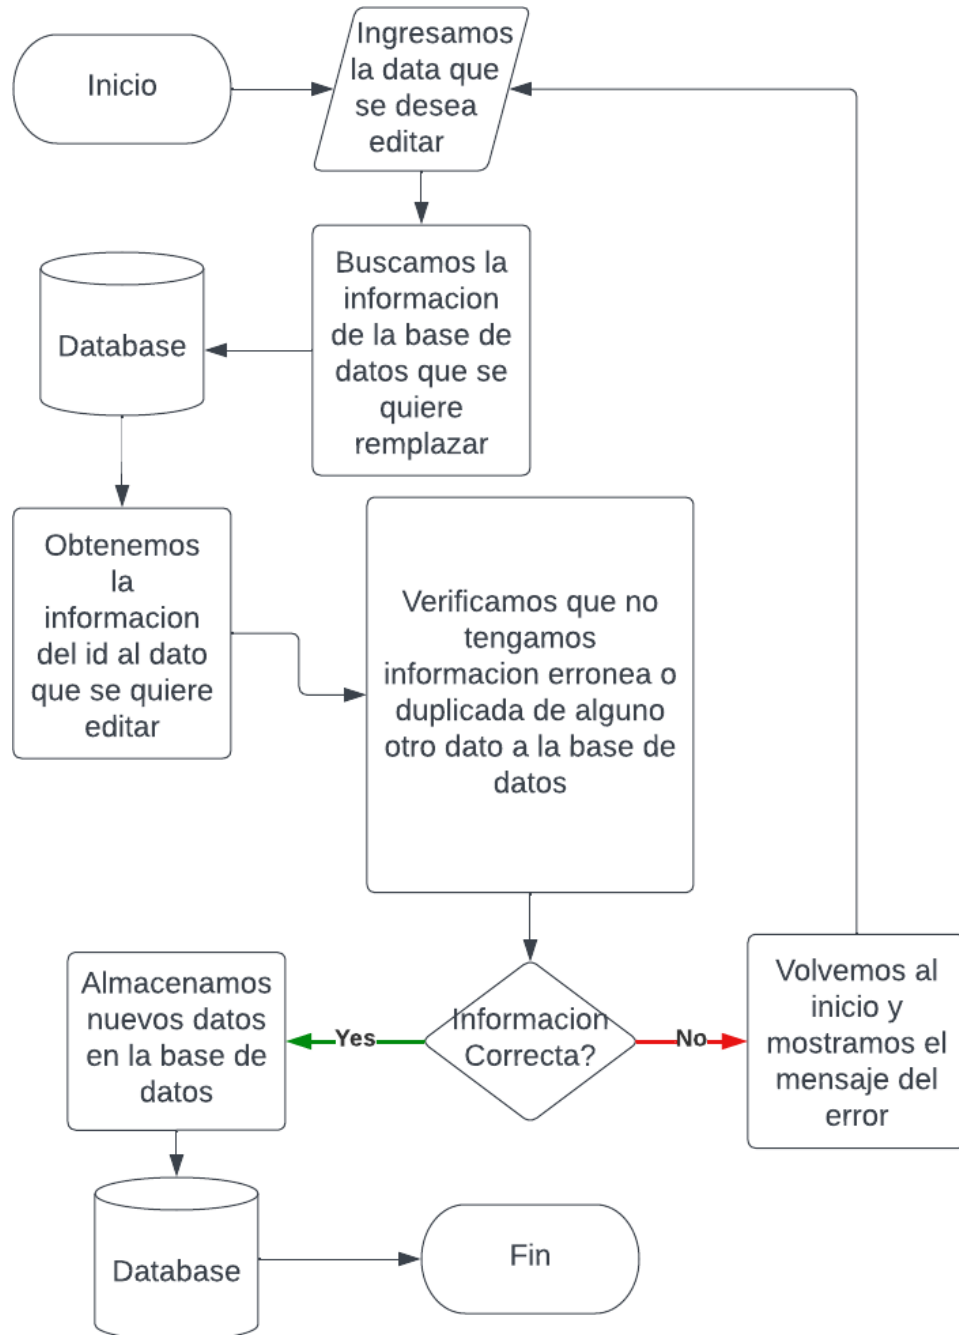 Inicio
Ingresamos
la data que
se desea
editar
Buscamos la
informacion
de la base de
datos que se
quiere
remplazar
Database
Obtenemos
la
informacion
del id al dato
que se quiere
editar
Verificamos que no
tengamos
informacion erronea o
duplicada de alguno
otro dato a la base de
datos
Informacion
Correcta?
Yes
No
Almacenamos
nuevos datos
en la base de
datos
Volvemos al
inicio y
mostramos el
mensaje del
error
Database
Fin